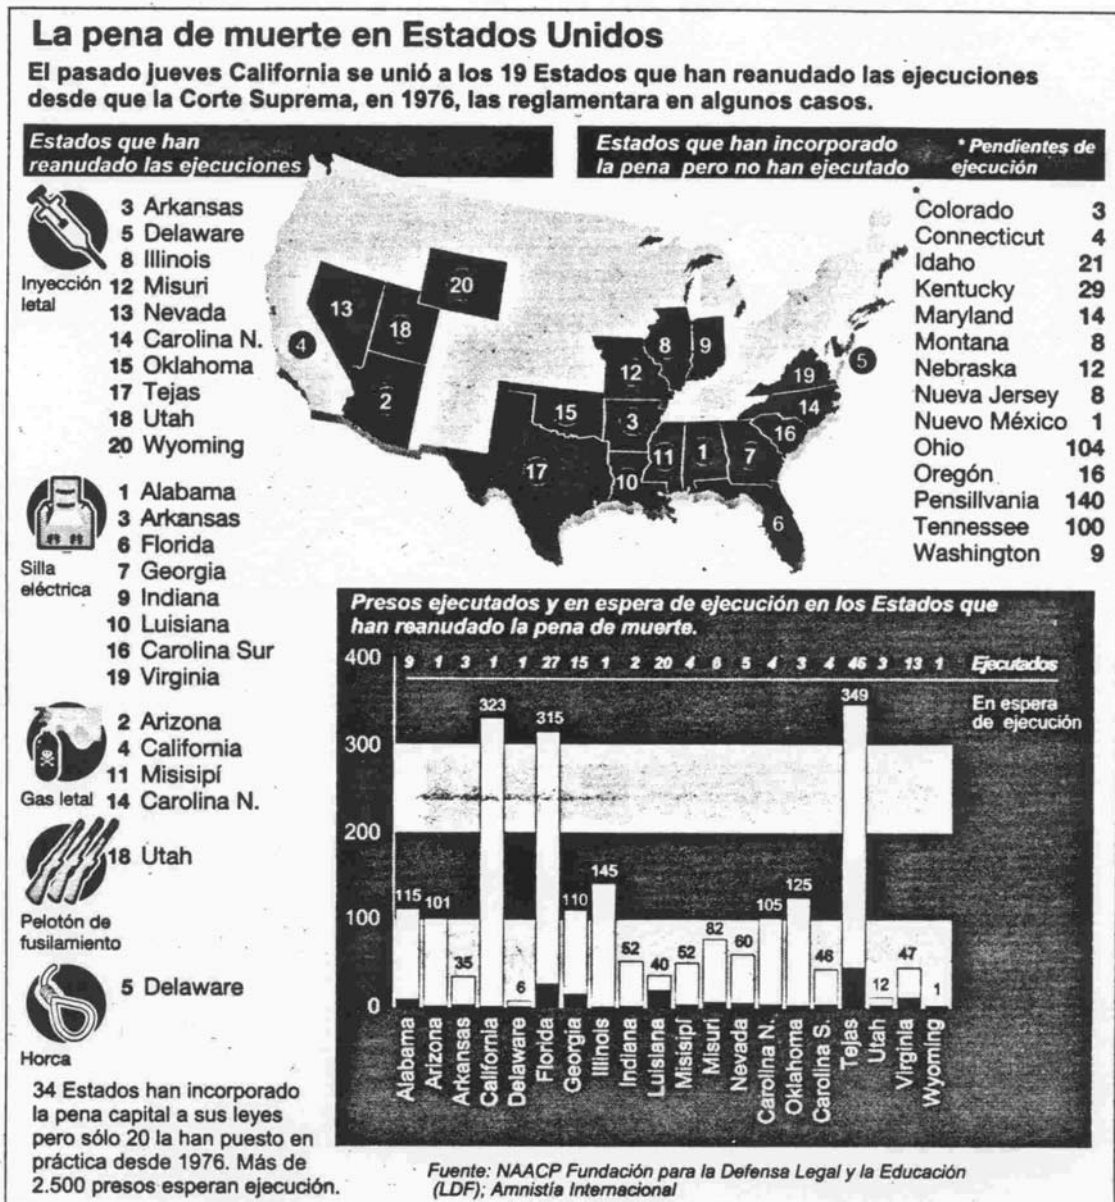 La pena de muerte en Estados Unidos
El pasado jueves California se unió a los 19 Estados que han reanudado las ejecuciones
desde que la Corte Suprema, en 1976, las reglamentara en algunos casos.
Estados que han
reanudado las ejecuciones
Estados que han incorporado
la pena pero no han ejecutado
* Pendientes de
ejecución
Inyección
letal
3 Arkansas
5 Delaware
8 Illinois
12 Misuri
13 Nevada
14 Carolina N.
15 Oklahoma
17 Tejas
18 Utah
20 Wyoming
Silla
eléctrica
1 Alabama
3 Arkansas
6 Florida
7 Georgia
9 Indiana
10 Luisiana
16 Carolina Sur
19 Virginia
Gas letal
2 Arizona
4 California
11 Misisipí
14 Carolina N.
Pelotón de
fusilamiento
18 Utah
Horca
5 Delaware
34 Estados han incorporado
la pena capital a sus leyes
pero sólo 20 la han puesto en
práctica desde 1976. Más de
2.500 presos esperan ejecución.
20
13
18
4
8
9
5
12
19
2
15
3
14
16
11
1
7
17
10
6
*
Colorado 3
Connecticut 4
Idaho 21
Kentucky 29
Maryland 14
Montana 8
Nebraska 12
Nueva Jersey 8
Nuevo México 1
Ohio 104
Oregón 16
Pensillvania 140
Tennessee 100
Washington 9
Presos ejecutados y en espera de ejecución en los Estados que
han reanudado la pena de muerte.
400
300
200
100
0
9 1 3 1 1 27 15 1 2 20 4 6 5 4 3 4 46 3 13 1 Ejecutados
En espera
de ejecución
115 101 35 323 6 315 110 145 52 40 52 82 60 105 125 46 349 12 47 1
Alabama
Arizona
Arkansas
California
Delaware
Florida
Georgia
Illinois
Indiana
Luisiana
Misisipí
Misuri
Nevada
Carolina N.
Oklahoma
Carolina S.
Tejas
Utah
Virginia
Wyoming
Fuente: NAACP Fundación para la Defensa Legal y la Educación
(LDF); Amnistía Internacional